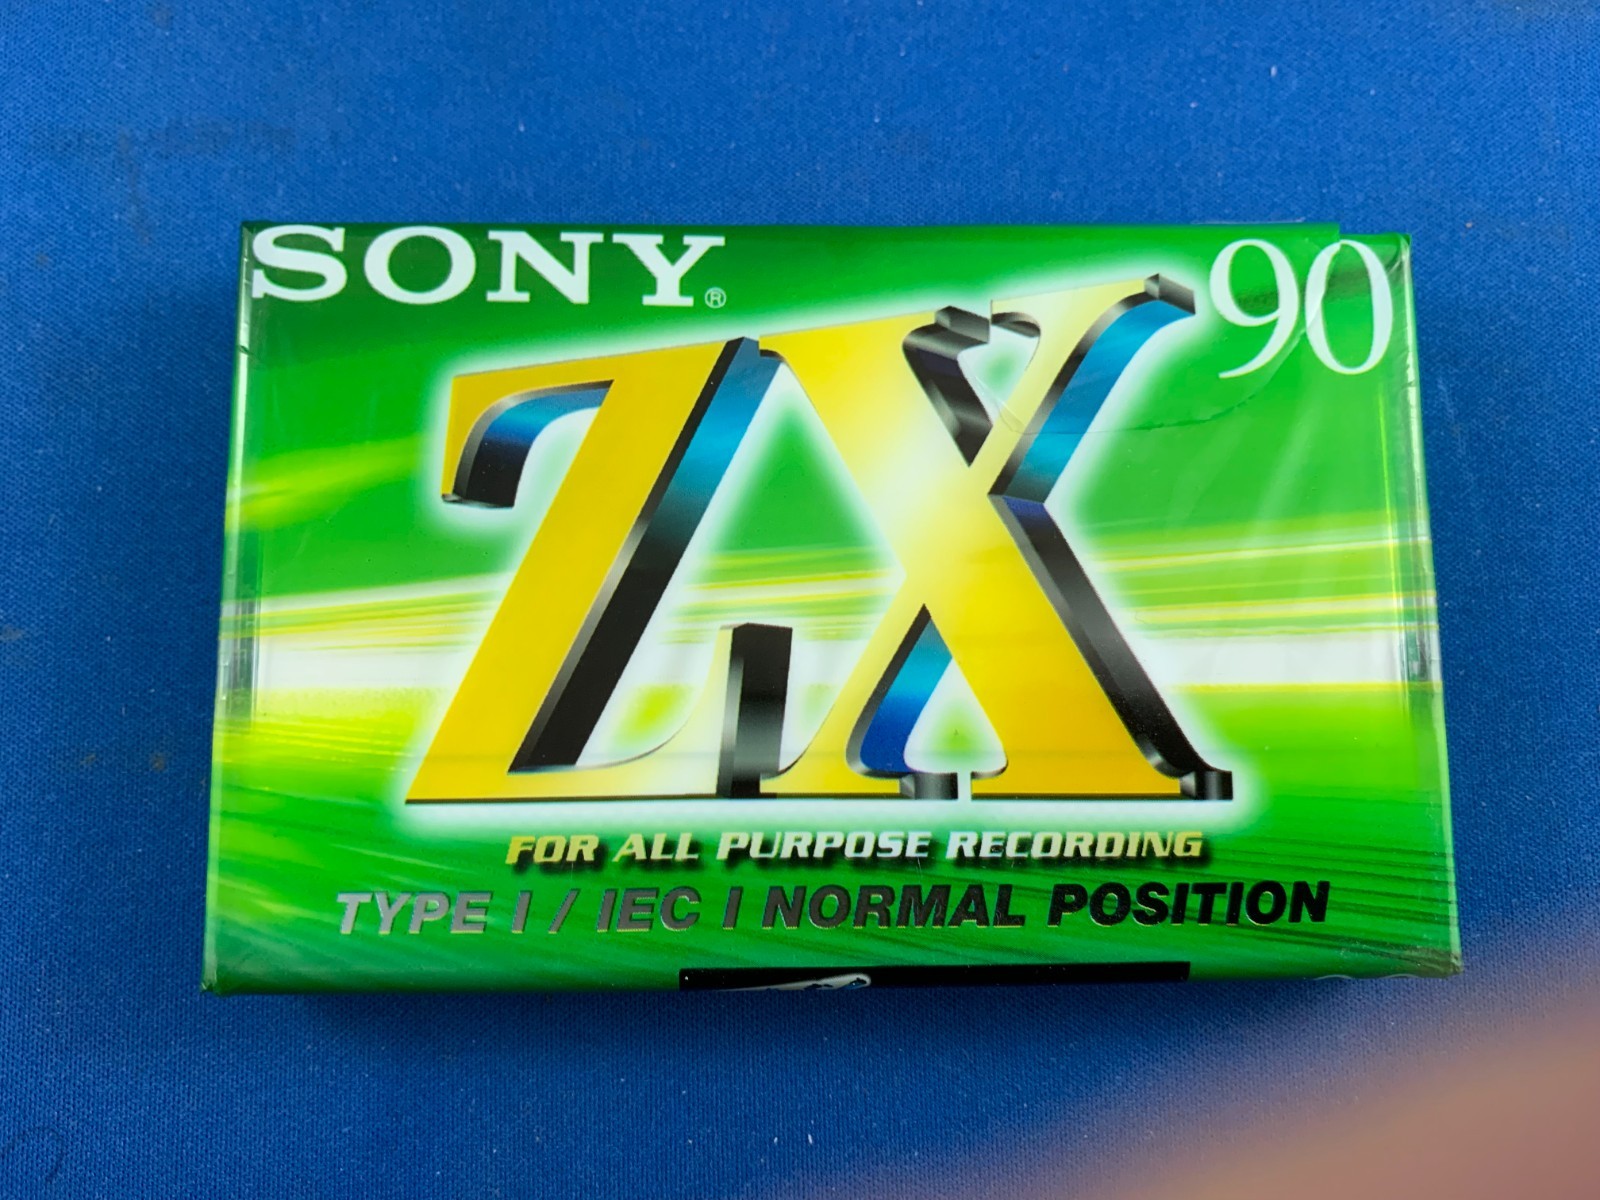 SONY® 90
ZX
FOR ALL PURPOSE RECORDING
TYPE I / IEC I NORMAL POSITION